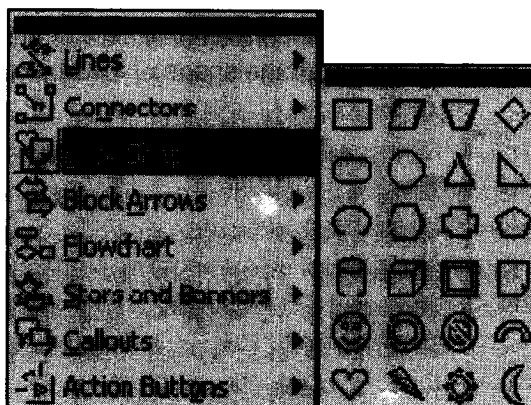 Lines
Connectors
Block Arrows
Flowchart
Stars and Banners
Callouts
Action Buttons